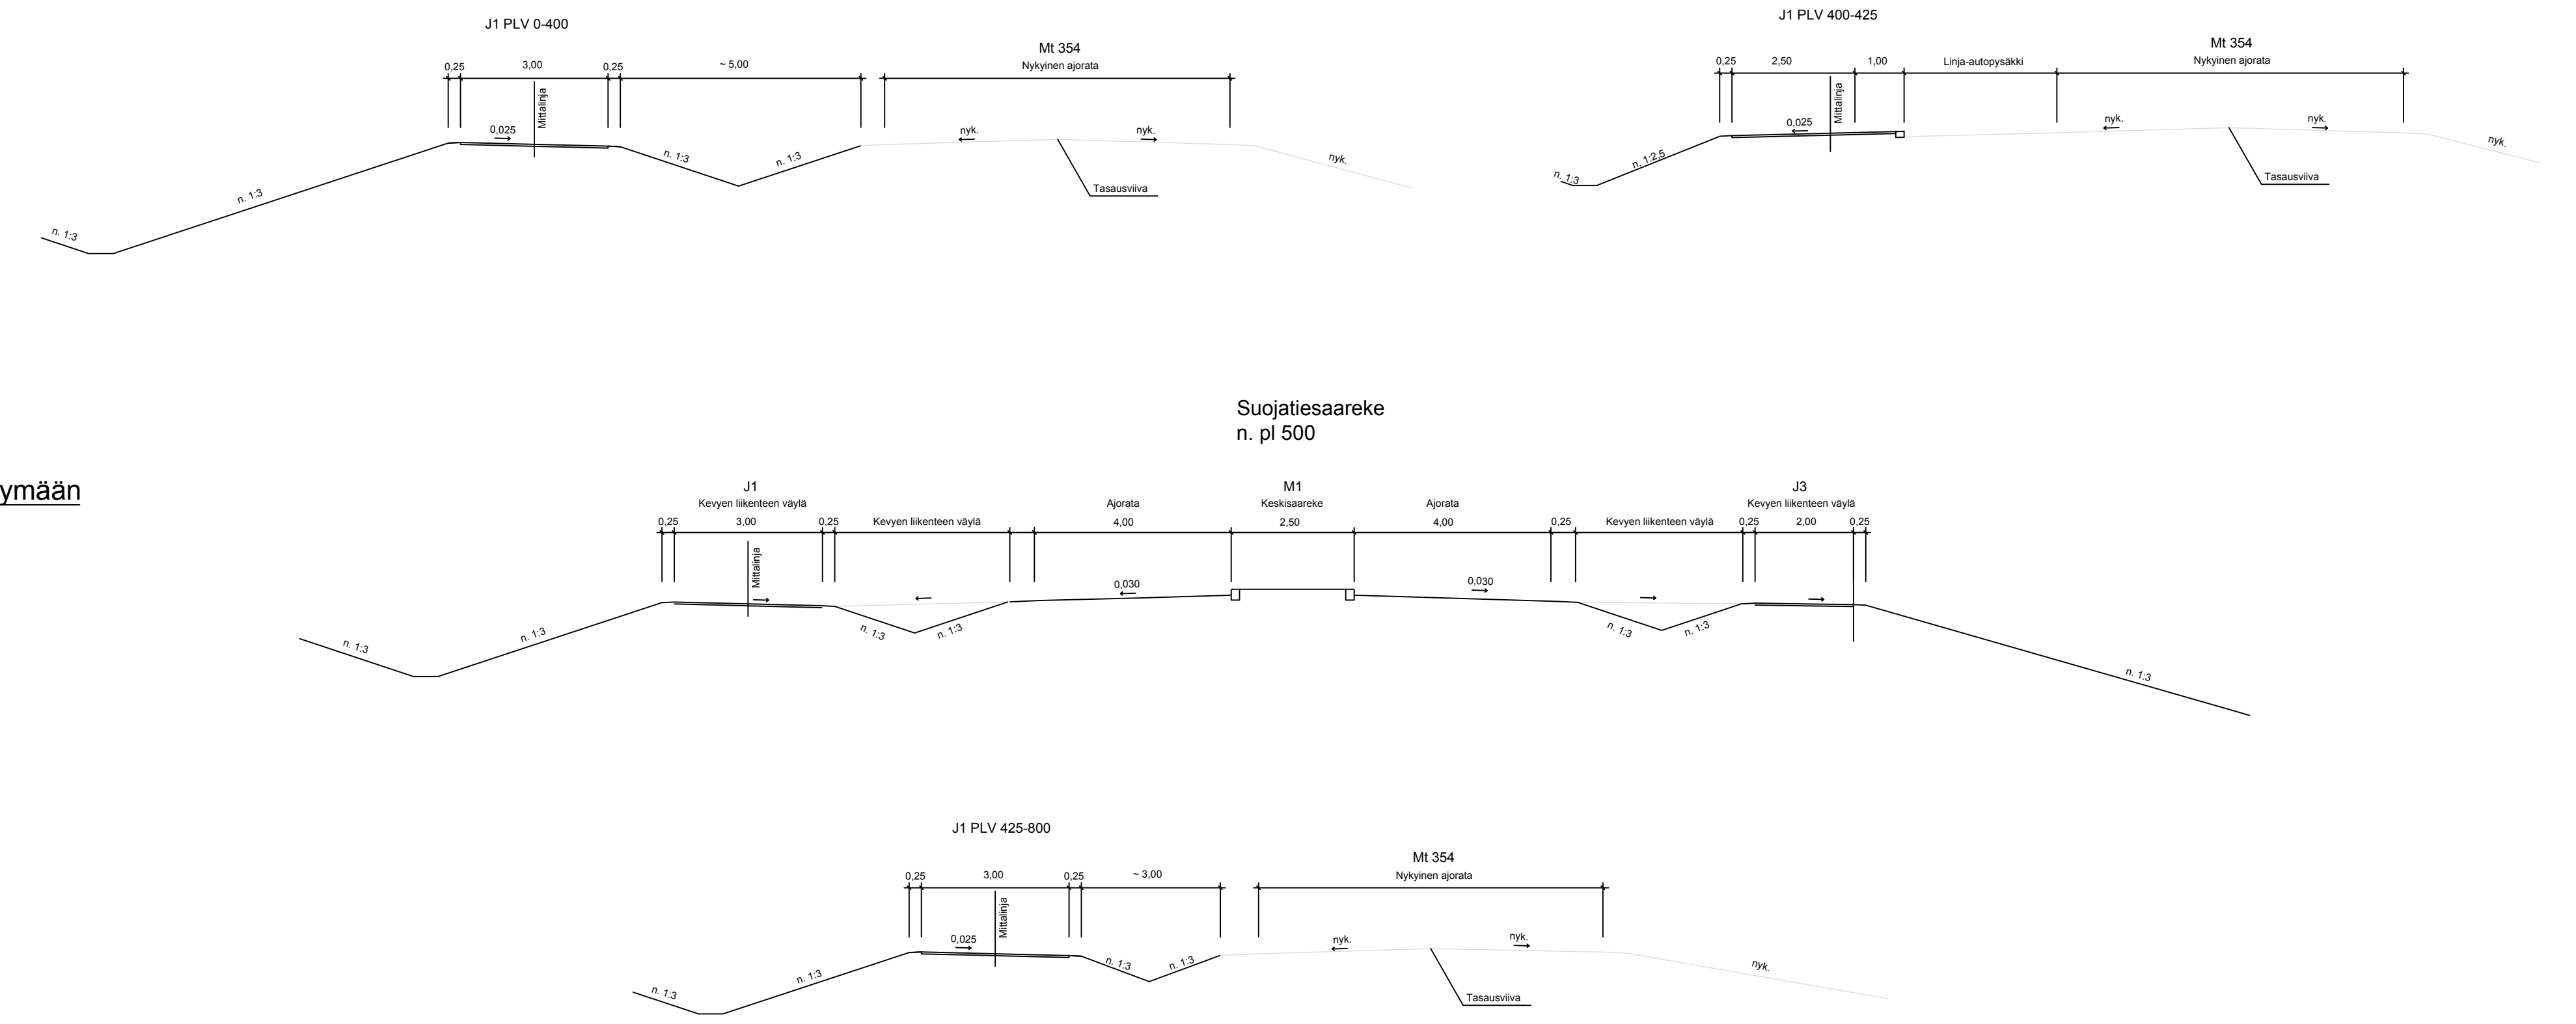 J1 PLV 0-400
Mt 354
0,25 3,00 0,25 ~ 5,00 Nykyinen ajorata
Mittalinja
0,025
nyk. nyk.
n. 1:3 n. 1:3 nyk.
n. 1:3
Tasausviiva
n. 1:3
J1 PLV 400-425
Mt 354
0,25 2,50 1,00 Linja-autopysäkki Nykyinen ajorata
Mittalinja
0,025
nyk. nyk.
nyk.
n. 1:2,5
n. 1:3
Tasausviiva
Suojatiesaareke
n. pl 500
ymään
J1 M1 J3
Kevyen liikenteen väylä Ajorata Keskisaareke Ajorata Kevyen liikenteen väylä
0,25 3,00 0,25 Kevyen liikenteen väylä 4,00 2,50 4,00 0,25 Kevyen liikenteen väylä 0,25 2,00 0,25
Mittalinja
0,030 0,030
n. 1:3 n. 1:3 n. 1:3 n. 1:3 n. 1:3 n. 1:3
n. 1:3
J1 PLV 425-800
Mt 354
0,25 3,00 0,25 ~ 3,00 Nykyinen ajorata
Mittalinja
0,025
nyk. nyk.
n. 1:3 n. 1:3 nyk.
n. 1:3
n. 1:3
Tasausviiva